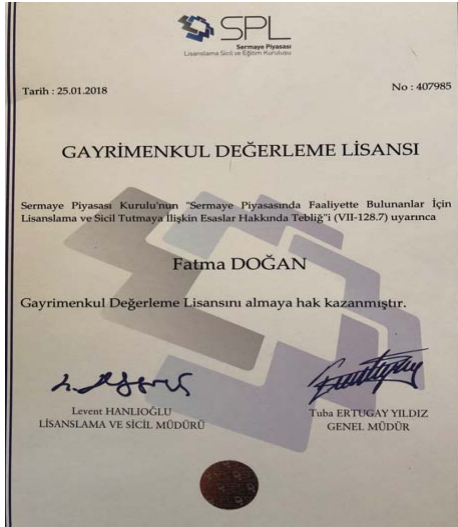 SPL
Sermaye Piyasası
Lisanslama Sicil ve Eğitim Kuruluşu
Tarih : 25.01.2018
No : 407985
GAYRİMENKUL DEĞERLEME LİSANSI
Sermaye Piyasası Kurulu'nun "Sermaye Piyasasında Faaliyette Bulunanlar İçin
Lisanslama ve Sicil Tutmaya İlişkin Esaslar Hakkında Tebliğ"i (VII-128.7) uyarınca
Fatma DOĞAN
Gayrimenkul Değerleme Lisansını almaya hak kazanmıştır.
Levent HANLIOĞLU
LİSANSLAMA VE SİCİL MÜDÜRÜ
Tuba ERTUGAY YILDIZ
GENEL MÜDÜR